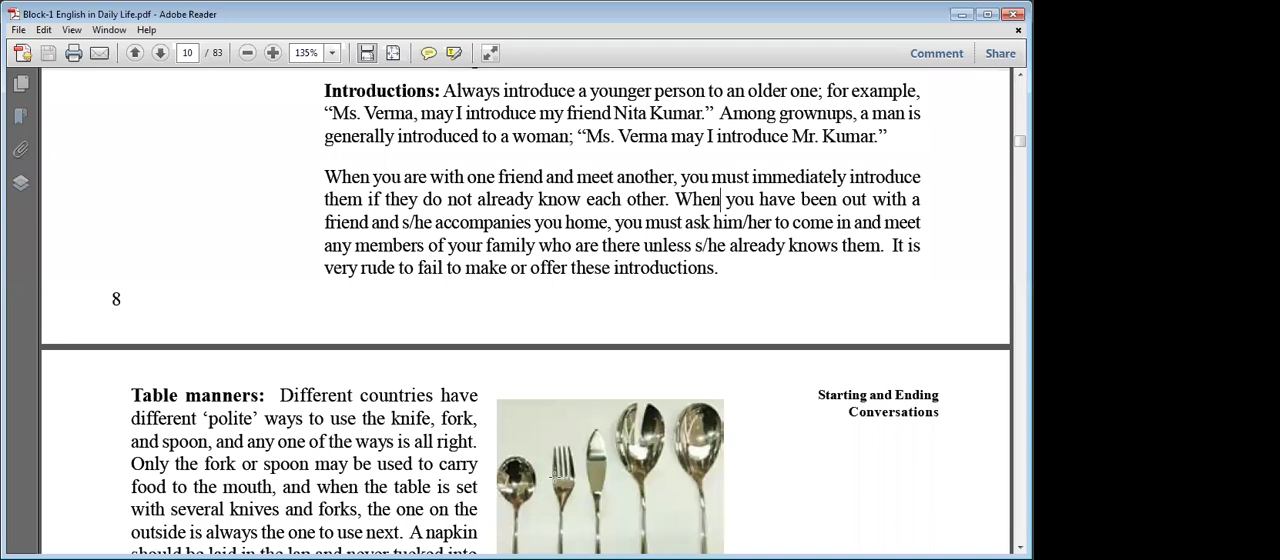 Block-1 English in Daily Life.pdf - Adobe Reader
File Edit View Window Help
10 / 83 135% Comment Share
Introductions: Always introduce a younger person to an older one; for example,
“Ms. Verma, may I introduce my friend Nita Kumar.” Among grownups, a man is
generally introduced to a woman; “Ms. Verma may I introduce Mr. Kumar.”
When you are with one friend and meet another, you must immediately introduce
them if they do not already know each other. When you have been out with a
friend and s/he accompanies you home, you must ask him/her to come in and meet
any members of your family who are there unless s/he already knows them. It is
very rude to fail to make or offer these introductions.
8
Table manners: Different countries have
different ‘polite’ ways to use the knife, fork,
and spoon, and any one of the ways is all right.
Only the fork or spoon may be used to carry
food to the mouth, and when the table is set
with several knives and forks, the one on the
outside is always the one to use next. A napkin
should be laid in the lap and never tucked into
Starting and Ending
Conversations